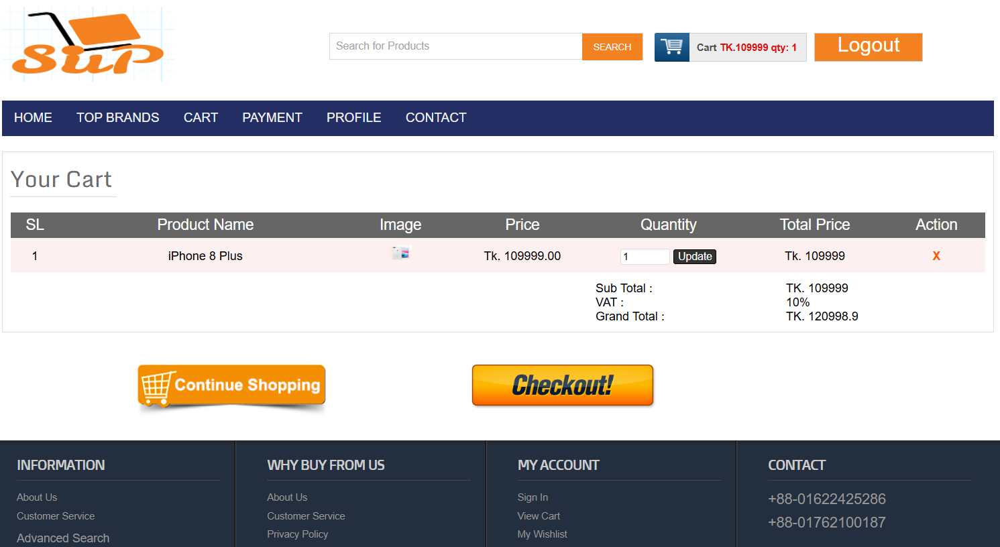 SuP
Search for Products
SEARCH
Cart TK.109999 qty: 1
Logout
HOME TOP BRANDS CART PAYMENT PROFILE CONTACT
Your Cart
SL Product Name Image Price Quantity Total Price Action
1 iPhone 8 Plus Tk. 109999.00 1 Update Tk. 109999 X
Sub Total : TK. 109999
VAT : 10%
Grand Total : TK. 120998.9
Continue Shopping
Checkout!
INFORMATION
About Us
Customer Service
Advanced Search
WHY BUY FROM US
About Us
Customer Service
Privacy Policy
MY ACCOUNT
Sign In
View Cart
My Wishlist
CONTACT
+88-01622425286
+88-01762100187